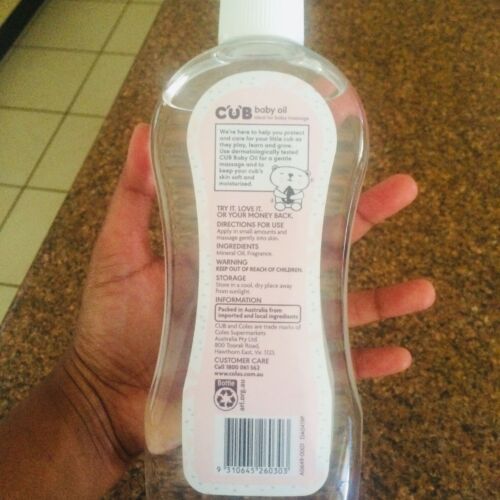 CUB baby oil
ideal for baby massage
We're here to help you protect
and care for your little cub as
they play, learn and grow.
Use dermatologically tested
CUB Baby Oil for a gentle
massage and to
keep your cub's
skin soft and
moisturised.
TRY IT. LOVE IT.
OR YOUR MONEY BACK.
DIRECTIONS FOR USE
Apply in small amounts and
massage gently into skin.
INGREDIENTS
Mineral Oil, Fragrance.
WARNING
KEEP OUT OF REACH OF CHILDREN.
STORAGE
Store in a cool, dry place away
from sunlight.
INFORMATION
Packed in Australia from
imported and local ingredients
CUB and Coles are trade marks of
Coles Supermarkets
Australia Pty Ltd
800 Toorak Road,
Hawthorn East, Vic 3123.
CUSTOMER CARE
Call 1800 061 562
www.coles.com.au
Bottle
arl.org.au
9 310645 260303